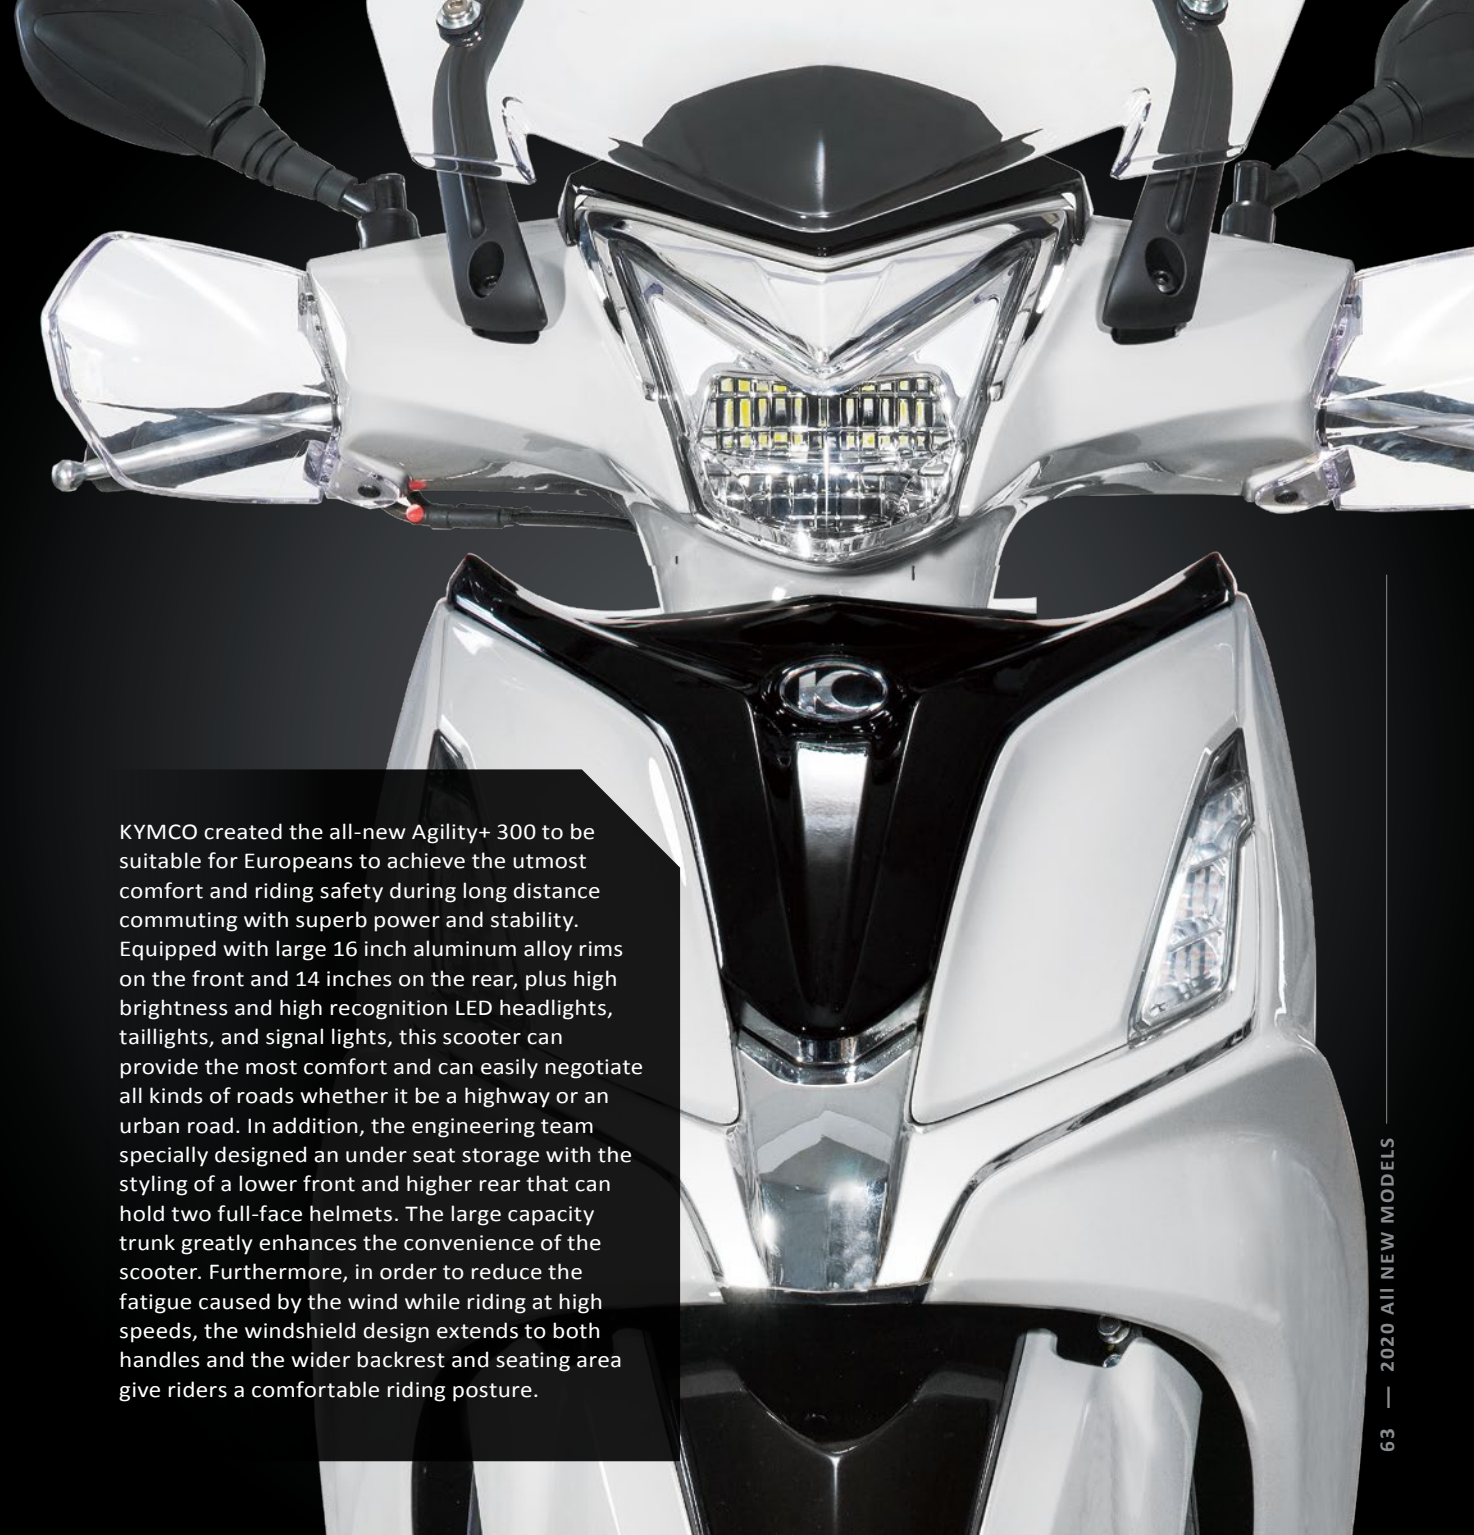 KYMCO created the all-new Agility+ 300 to be
suitable for Europeans to achieve the utmost
comfort and riding safety during long distance
commuting with superb power and stability.
Equipped with large 16 inch aluminum alloy rims
on the front and 14 inches on the rear, plus high
brightness and high recognition LED headlights,
taillights, and signal lights, this scooter can
provide the most comfort and can easily negotiate
all kinds of roads whether it be a highway or an
urban road. In addition, the engineering team
specially designed an under seat storage with the
styling of a lower front and higher rear that can
hold two full-face helmets. The large capacity
trunk greatly enhances the convenience of the
scooter. Furthermore, in order to reduce the
fatigue caused by the wind while riding at high
speeds, the windshield design extends to both
handles and the wider backrest and seating area
give riders a comfortable riding posture.
63 — 2020 All NEW MODELS